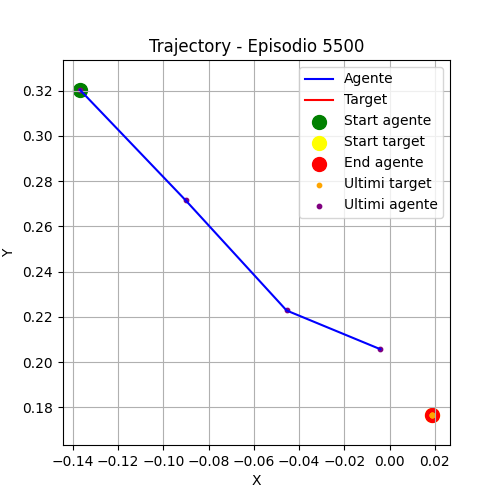 Trajectory - Episodio 5500
Agente
Target
Start agente
Start target
End agente
Ultimi target
Ultimi agente
0.32
0.30
0.28
0.26
0.24
0.22
0.20
0.18
Y
−0.14 −0.12 −0.10 −0.08 −0.06 −0.04 −0.02 0.00 0.02
X